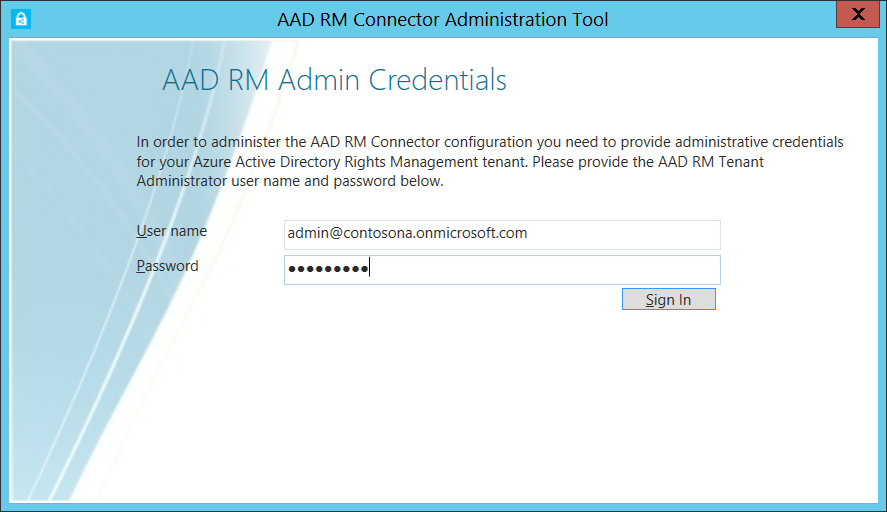 AAD RM Connector Administration Tool
X
AAD RM Admin Credentials
In order to administer the AAD RM Connector configuration you need to provide administrative credentials
for your Azure Active Directory Rights Management tenant. Please provide the AAD RM Tenant
Administrator user name and password below.
User name
admin@contosona.onmicrosoft.com
Password
●●●●●●●●●
Sign In